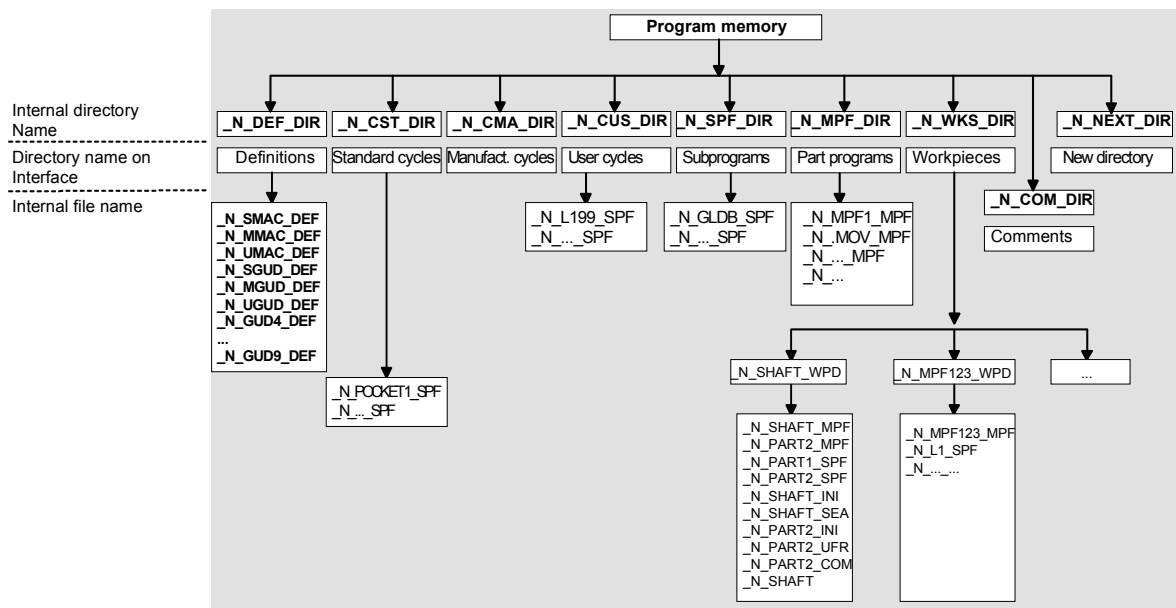 Program memory
Internal directory
Name
_N_DEF_DIR
_N_CST_DIR
_N_CMA_DIR
_N_CUS_DIR
_N_SPF_DIR
_N_MPF_DIR
_N_WKS_DIR
_N_NEXT_DIR
Directory name on
Interface
Definitions
Standard cycles
Manufact. cycles
User cycles
Subprograms
Part programs
Workpieces
New directory
_N_COM_DIR
Comments
Internal file name
_N_SMAC_DEF
_N_MMAC_DEF
_N_UMAC_DEF
_N_SGUD_DEF
_N_MGUD_DEF
_N_UGUD_DEF
_N_GUD4_DEF
...
_N_GUD9_DEF
_N_POCKET1_SPF
_N_..._SPF
_N_L199_SPF
_N_..._SPF
_N_GLDB_SPF
_N_..._SPF
_N_MPF1_MPF
_N_.MOV_MPF
_N_..._MPF
_N_...
_N_SHAFT_WPD
_N_MPF123_WPD
...
_N_SHAFT_MPF
_N_PART2_MPF
_N_PART1_SPF
_N_PART2_SPF
_N_SHAFT_INI
_N_SHAFT_SEA
_N_PART2_INI
_N_PART2_UFR
_N_PART2_COM
_N_SHAFT
_N_MPF123_MPF
_N_L1_SPF
_N_..._...